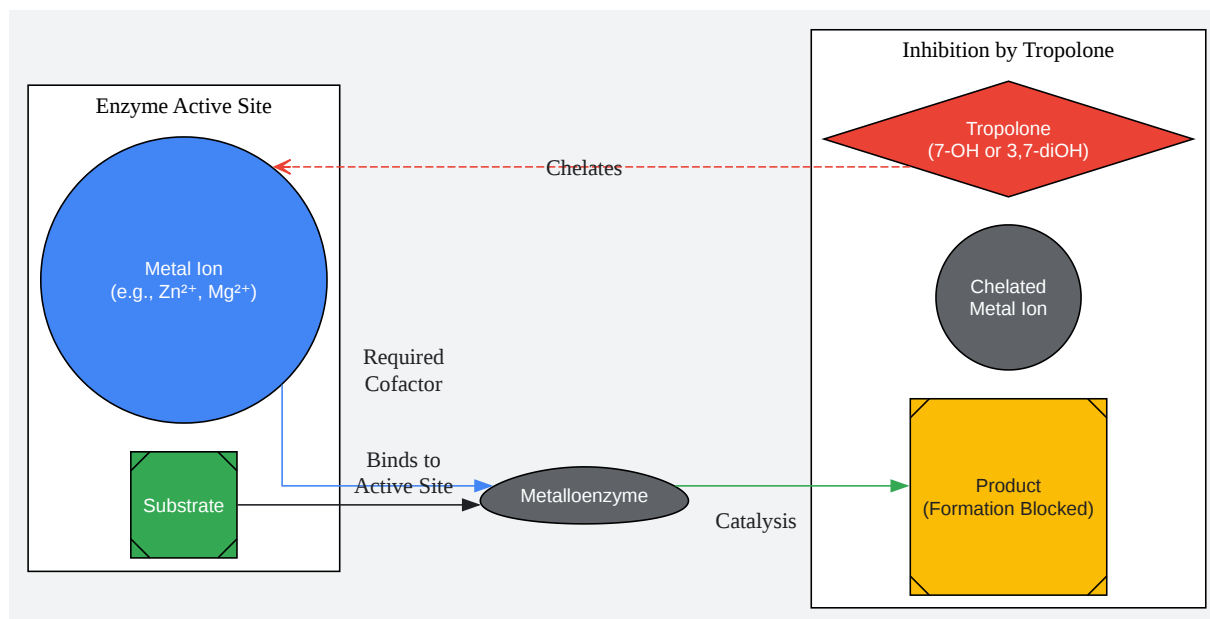 Inhibition by Tropolone
Enzyme Active Site
Tropolone
(7-OH or 3,7-diOH)
Chelates
Metal Ion
(e.g., Zn²⁺, Mg²⁺)
Chelated
Metal Ion
Required
Cofactor
Binds to
Active Site
Substrate
Metalloenzyme
Catalysis
Product
(Formation Blocked)